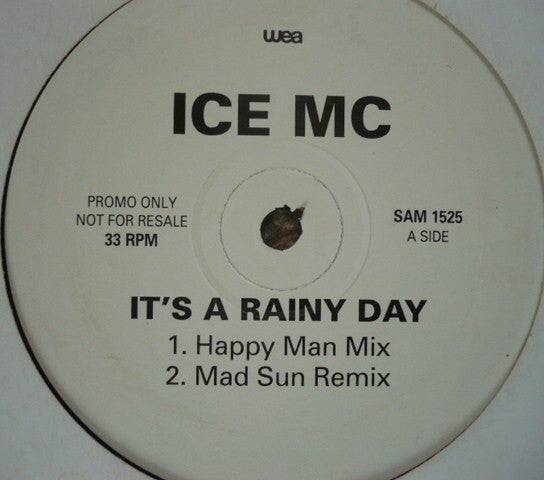 wea
ICE MC
PROMO ONLY
NOT FOR RESALE
33 RPM
SAM 1525
A SIDE
IT'S A RAINY DAY
1. Happy Man Mix
2. Mad Sun Remix